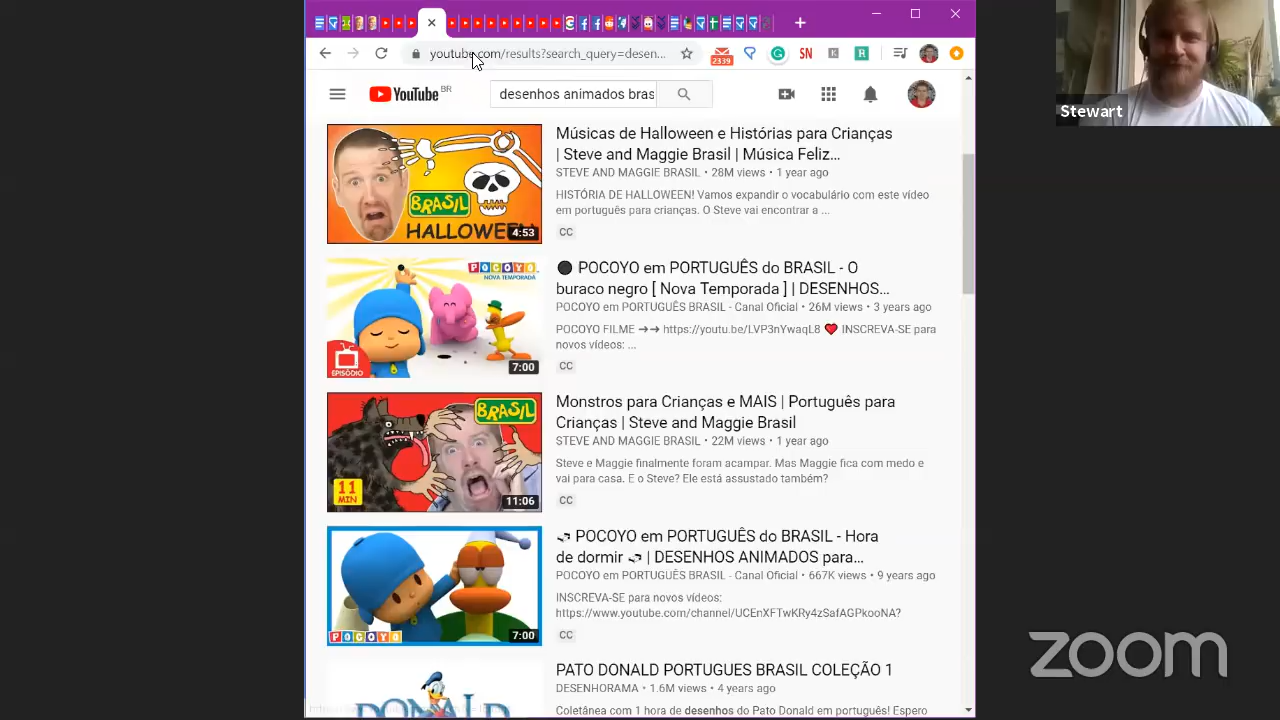 youtube.com/results?search_query=desen...
2339
SN
K
R
YouTube BR
desenhos animados bras
Stewart
BRASIL
HALLOWEEN
4:53
Músicas de Halloween e Histórias para Crianças
| Steve and Maggie Brasil | Música Feliz...
STEVE AND MAGGIE BRASIL • 28M views • 1 year ago
HISTÓRIA DE HALLOWEEN! Vamos expandir o vocabulário com este vídeo
em português para crianças. O Steve vai encontrar a ...
CC
POCOYO
NOVA TEMPORADA
EPISÓDIO
7:00
POCOYO em PORTUGUÊS do BRASIL - O
buraco negro [ Nova Temporada ] | DESENHOS...
POCOYO em PORTUGUÊS BRASIL - Canal Oficial • 26M views • 3 years ago
POCOYO FILME ➔➔ https://youtu.be/LVP3nYwaqL8 ❤ INSCREVA-SE para
novos vídeos: ...
CC
BRASIL
11
MIN
11:06
Monstros para Crianças e MAIS | Português para
Crianças | Steve and Maggie Brasil
STEVE AND MAGGIE BRASIL • 22M views • 1 year ago
Steve e Maggie finalmente foram acampar. Mas Maggie fica com medo e
vai para casa. E o Steve? Ele está assustado também?
CC
POCOYO
7:00
POCOYO em PORTUGUÊS do BRASIL - Hora
de dormir | DESENHOS ANIMADOS para...
POCOYO em PORTUGUÊS BRASIL - Canal Oficial • 667K views • 9 years ago
INSCREVA-SE para novos vídeos:
https://www.youtube.com/channel/UCEnXFTwKRy4zSafAGPkooNA?
CC
DONALD
PATO DONALD PORTUGUES BRASIL COLEÇÃO 1
DESENHORAMA • 1.6M views • 4 years ago
Coletânea com 1 hora de desenhos do Pato Donald em português! Espero
zoom